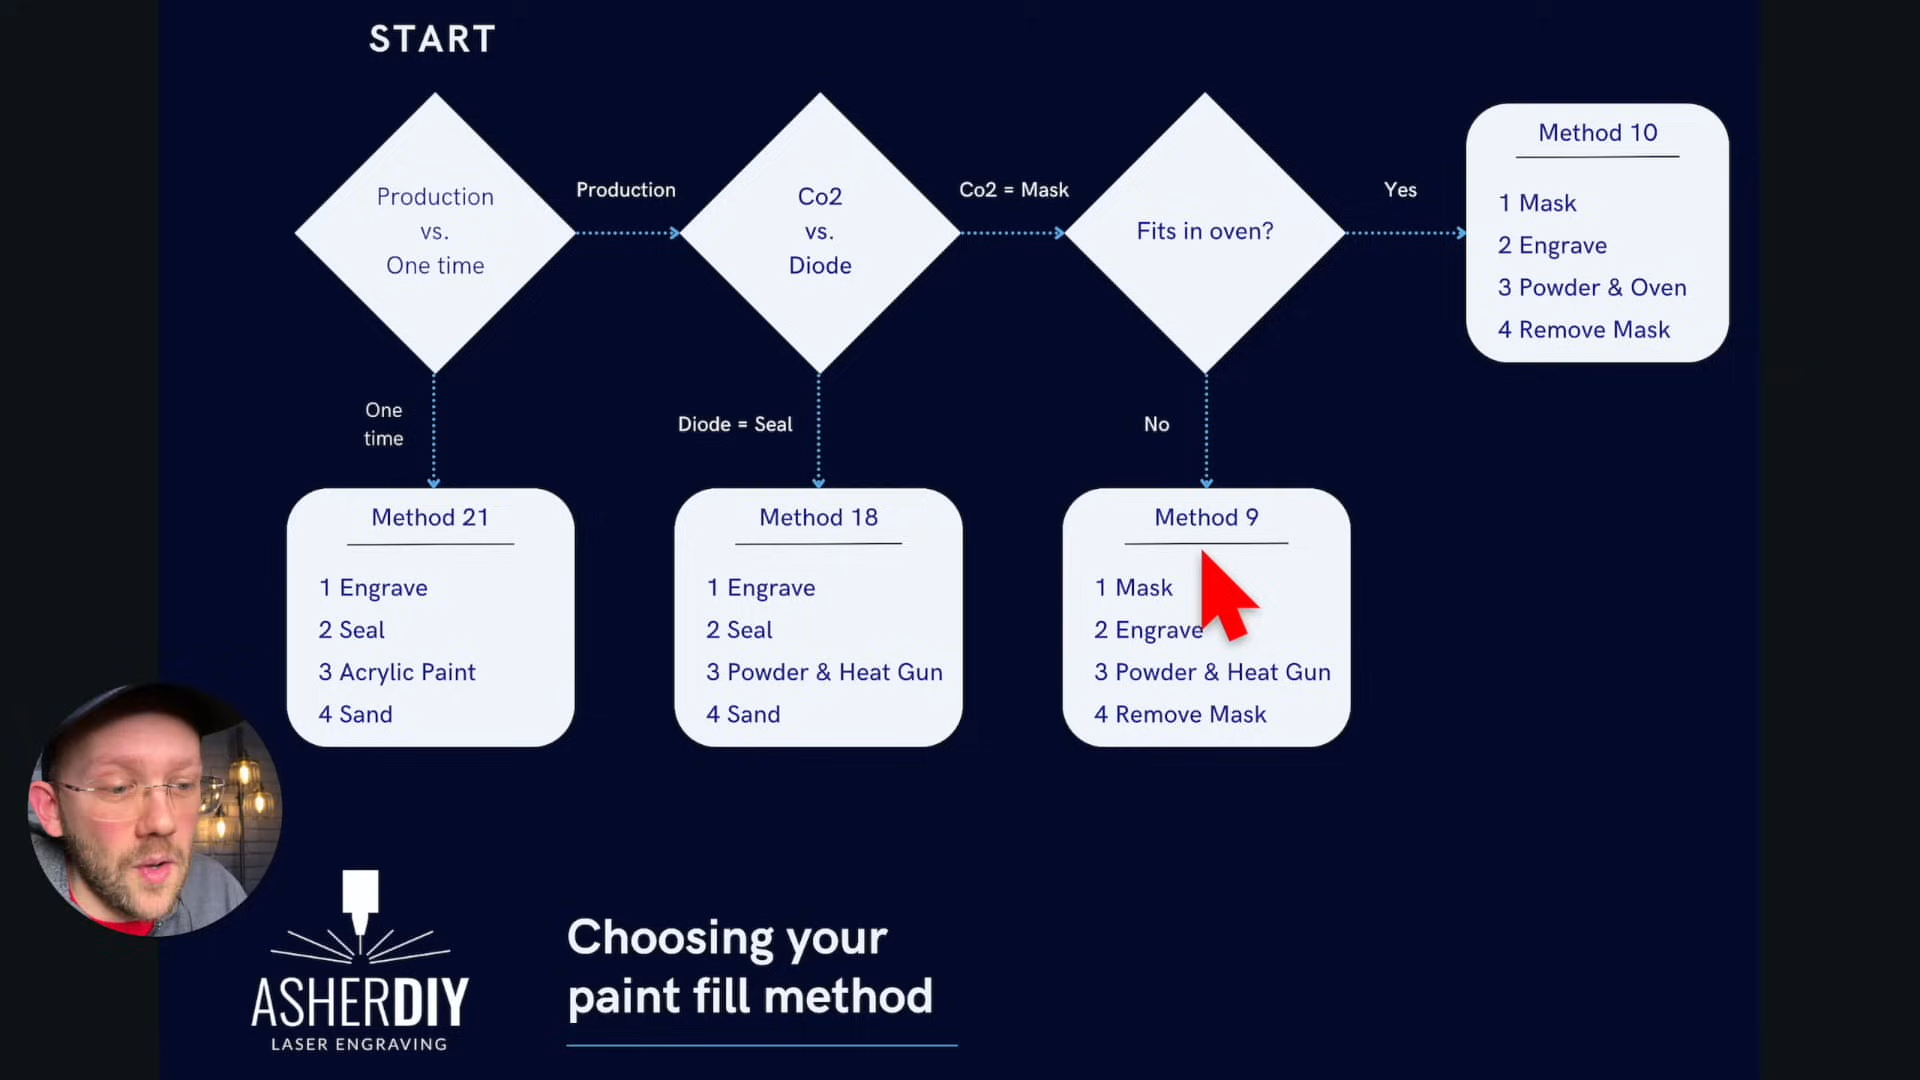 START
Production
vs.
One time
Production
Co2
vs.
Diode
Co2 = Mask
Fits in oven?
Yes
Method 10
1 Mask
2 Engrave
3 Powder & Oven
4 Remove Mask
One
time
Diode = Seal
No
Method 21
1 Engrave
2 Seal
3 Acrylic Paint
4 Sand
Method 18
1 Engrave
2 Seal
3 Powder & Heat Gun
4 Sand
Method 9
1 Mask
2 Engrave
3 Powder & Heat Gun
4 Remove Mask
ASHERDIY
LASER ENGRAVING
Choosing your
paint fill method